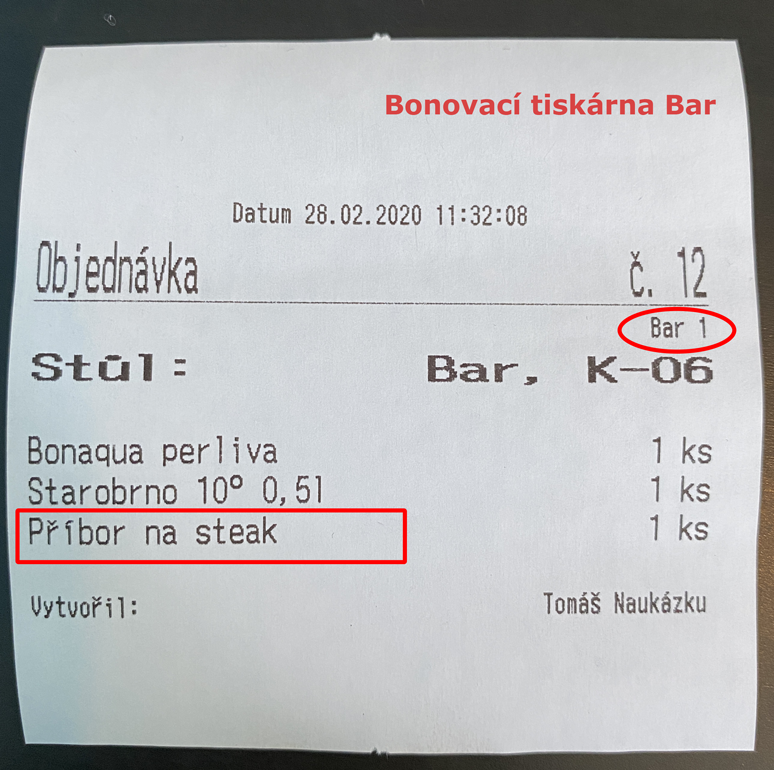 Bonovací tiskárna Bar
Datum 28.02.2020 11:32:08
Objednávka č. 12
Bar 1
Stůl: Bar, K-06
Bonaqua perliva 1 ks
Starobrno 10° 0,5l 1 ks
Příbor na steak 1 ks
Vytvořil: Tomáš Naukázku